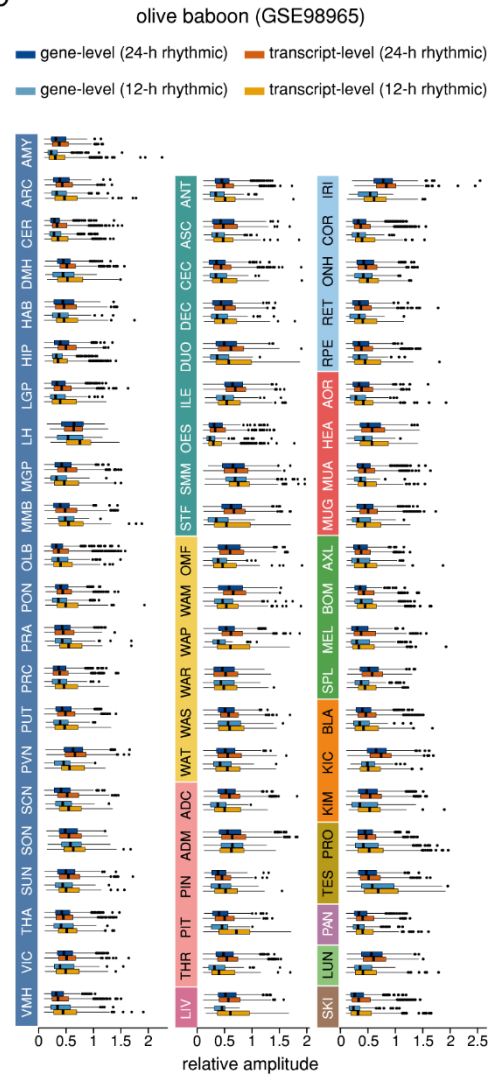 olive baboon (GSE98965)
gene-level (24-h rhythmic) transcript-level (24-h rhythmic)
gene-level (12-h rhythmic) transcript-level (12-h rhythmic)
AMY
ARC
CER
DMH
HAB
HIP
LGP
LH
MGP
MMB
OLB
PON
PRA
PRC
PUT
PVN
SCN
SON
SUN
THA
VIC
VMH
ANT
ASC
CEC
DEC
DUO
ILE
OES
SMM
STF
OMF
WAM
WAP
WAR
WAS
WAT
ADC
ADM
PIN
PIT
THR
LIV
IRI
COR
ONH
RET
RPE
AOR
HEA
MUA
MUG
AXL
BOM
MEL
SPL
BLA
KIC
KIM
PRO
TES
PAN
LUN
SKI
0 0.5 1 1.5 2 0 0.5 1 1.5 2 0 0.5 1 1.5 2 2.5
relative amplitude